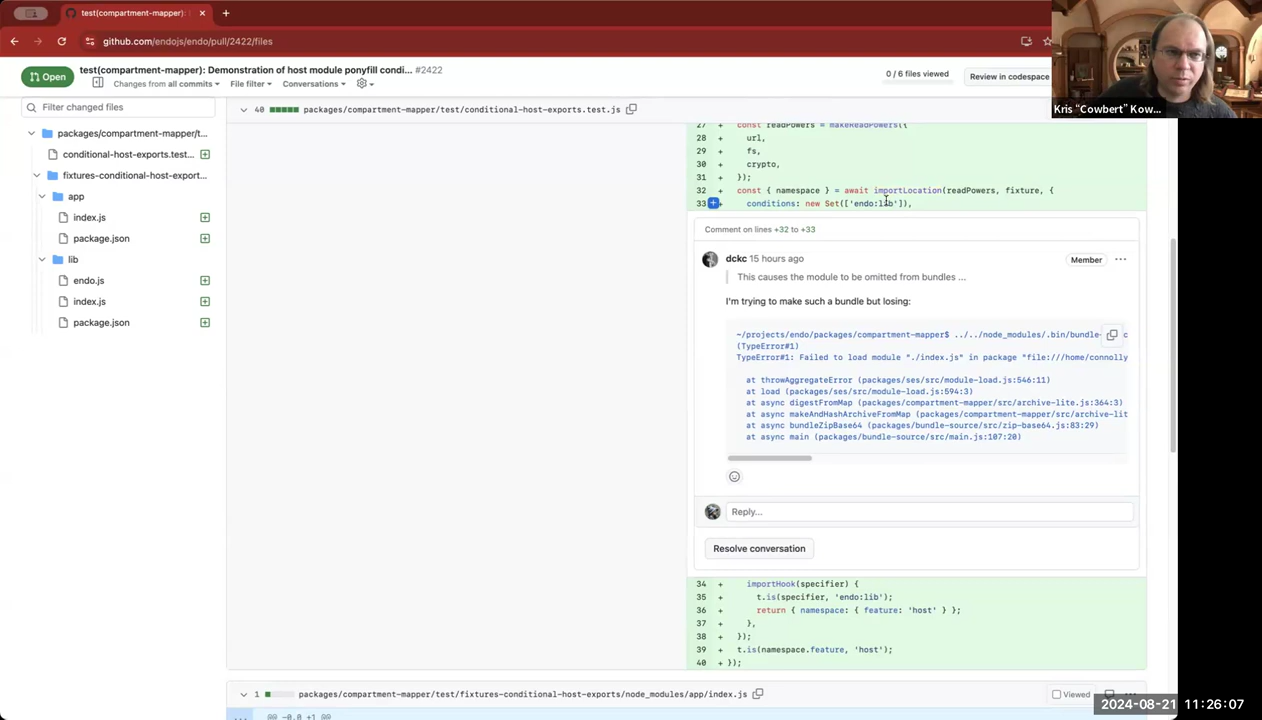 test(compartment-mapper):
github.com/endojs/endo/pull/2422/files
Open
test(compartment-mapper): Demonstration of host module ponyfill condi... #2422
Changes from all commits
File filter
Conversations
0 / 6 files viewed
Review in codespace
Kris "Cowbert" Kow...
Filter changed files
packages/compartment-mapper/t...
conditional-host-exports.test...
fixtures-conditional-host-export...
app
index.js
package.json
lib
endo.js
index.js
package.json
40 packages/compartment-mapper/test/conditional-host-exports.test.js
27 + const readPowers = makeReadPowers({
28 + url,
29 + fs,
30 + crypto,
31 + });
32 + const { namespace } = await importLocation(readPowers, fixture, {
33 + conditions: new Set(['endo:lib']),
Comment on lines +32 to +33
dckc 15 hours ago
Member
This causes the module to be omitted from bundles ...
I'm trying to make such a bundle but losing:
~/projects/endo/packages/compartment-mapper$ ../../node_modules/.bin/bundle-
(TypeError#1)
TypeError#1: Failed to load module "./index.js" in package "file:///home/connolly
at throwAggregateError (packages/ses/src/module-load.js:546:11)
at load (packages/ses/src/module-load.js:594:3)
at async digestFromMap (packages/compartment-mapper/src/archive-lite.js:364:3)
at async makeAndHashArchiveFromMap (packages/compartment-mapper/src/archive-lit
at async bundleZipBase64 (packages/bundle-source/src/zip-base64.js:83:29)
at async main (packages/bundle-source/src/main.js:107:20)
Reply...
Resolve conversation
34 + importHook(specifier) {
35 + t.is(specifier, 'endo:lib');
36 + return { namespace: { feature: 'host' } };
37 + },
38 + });
39 + t.is(namespace.feature, 'host');
40 + });
1 packages/compartment-mapper/test/fixtures-conditional-host-exports/node_modules/app/index.js
Viewed
@@ -0,0 +1 @@
2024-08-21 11:26:07